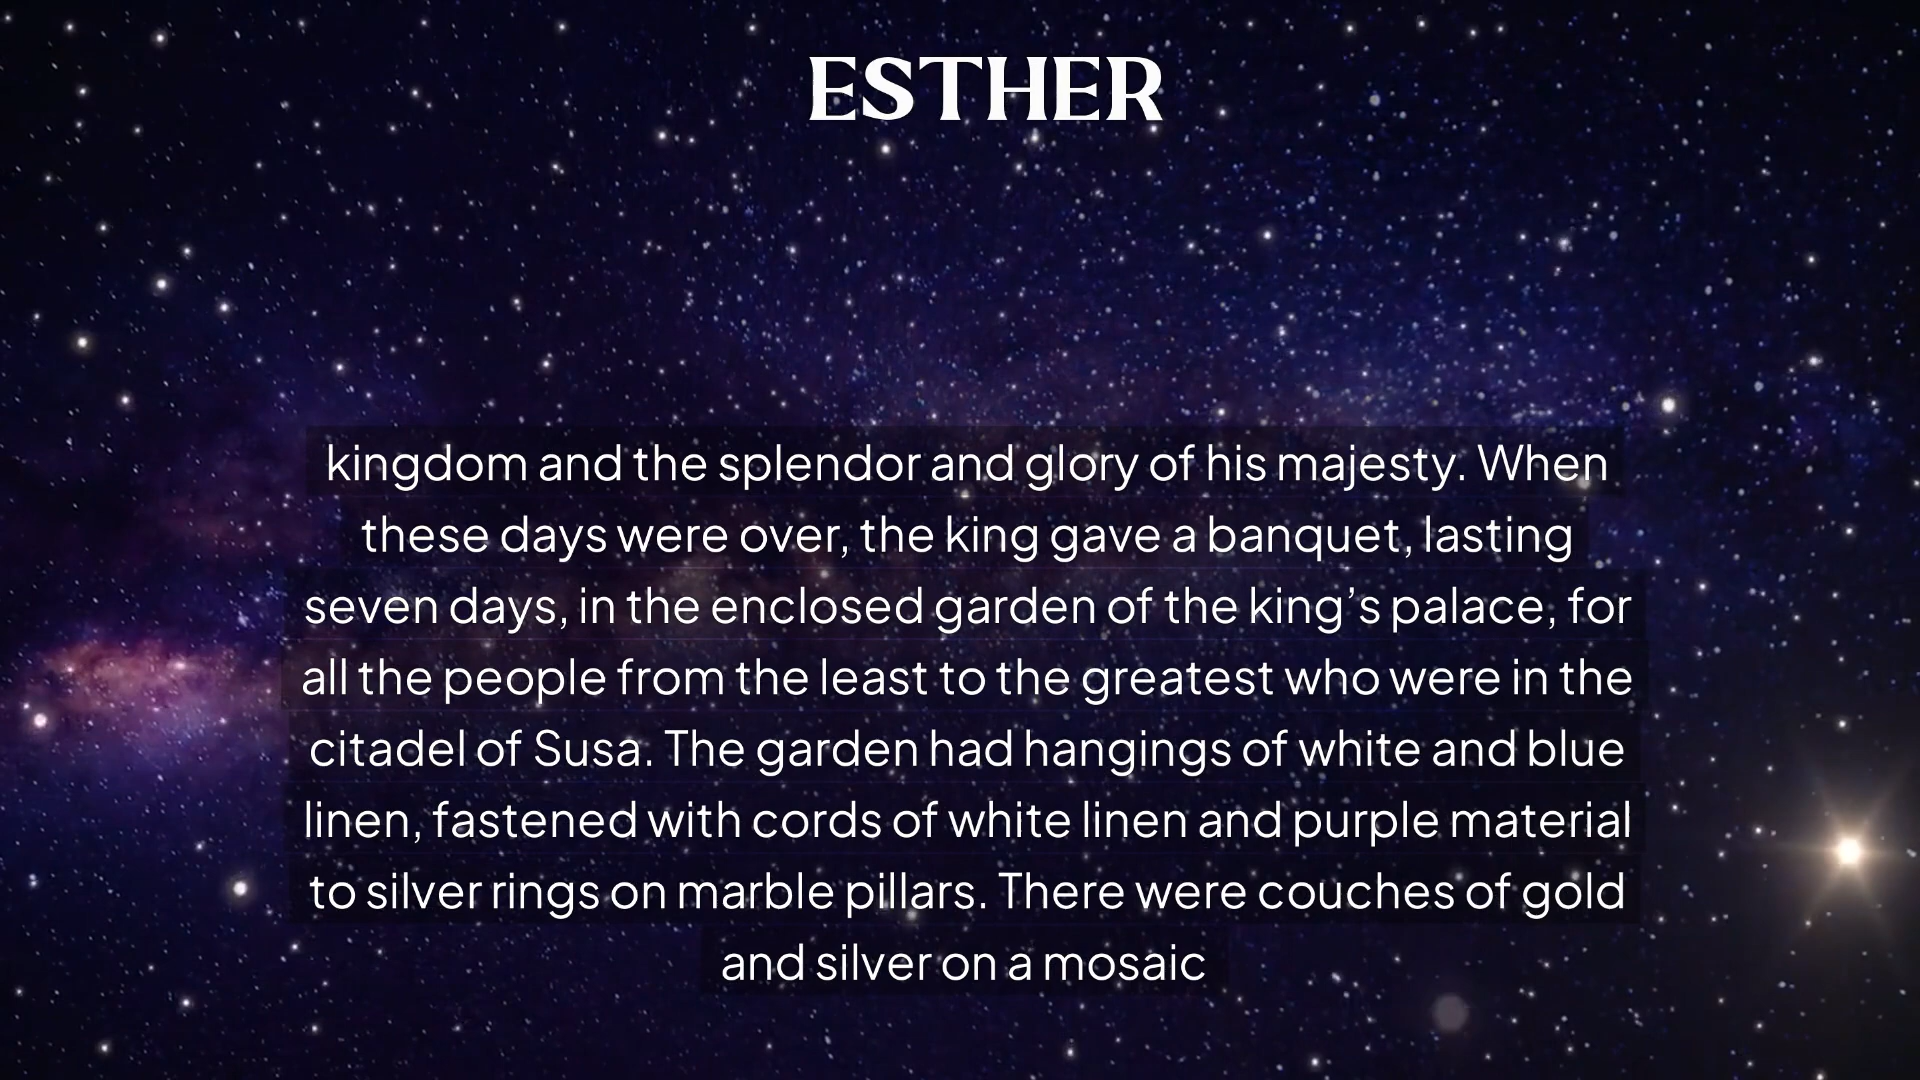 ESTHER
kingdom and the splendor and glory of his majesty. When
these days were over, the king gave a banquet, lasting
seven days, in the enclosed garden of the king’s palace, for
all the people from the least to the greatest who were in the
citadel of Susa. The garden had hangings of white and blue
linen, fastened with cords of white linen and purple material
to silver rings on marble pillars. There were couches of gold
and silver on a mosaic